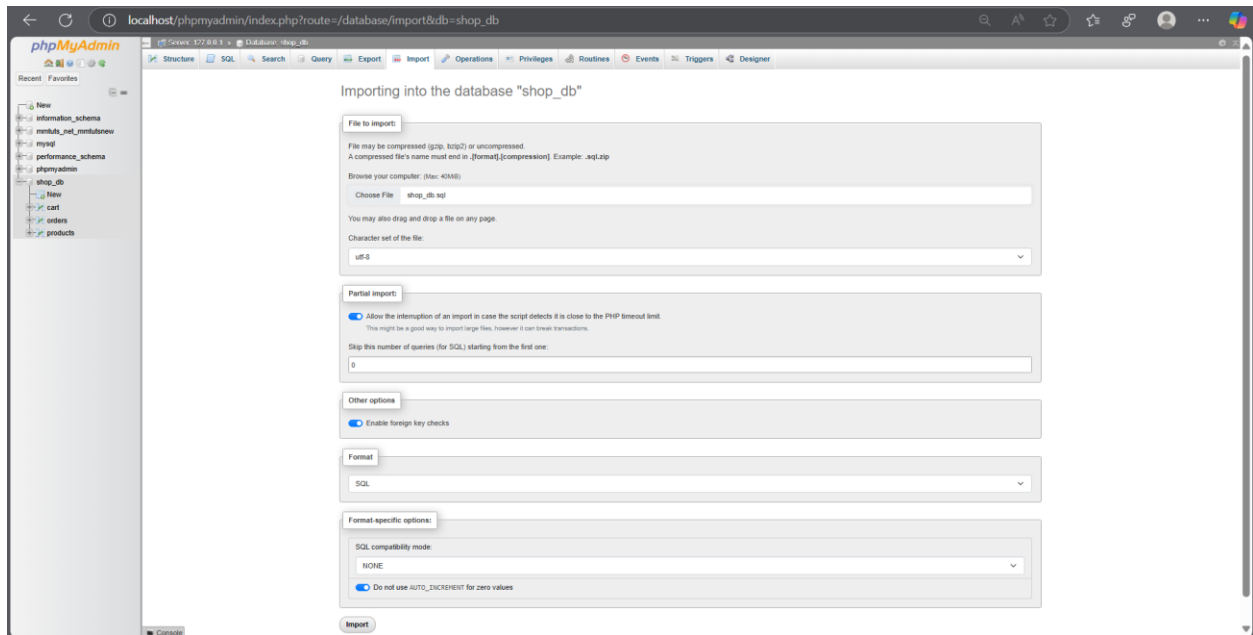 localhost/phpmyadmin/index.php?route=/database/import&db=shop_db
phpMyAdmin
Recent Favorites
New
information_schema
mmtuts_net_mmtutsnew
mysql
performance_schema
phpmyadmin
shop_db
New
cart
orders
products
Server: 127.0.0.1 » Database: shop_db
Structure SQL Search Query Export Import Operations Privileges Routines Events Triggers Designer
Importing into the database "shop_db"
File to import:
File may be compressed (gzip, bzip2) or uncompressed.
A compressed file's name must end in .[format].[compression]. Example: .sql.zip
Browse your computer: (Max: 40MiB)
Choose File shop_db.sql
You may also drag and drop a file on any page.
Character set of the file:
utf-8
Partial import:
Allow the interruption of an import in case the script detects it is close to the PHP timeout limit.
This might be a good way to import large files, however it can break transactions.
Skip this number of queries (for SQL) starting from the first one:
0
Other options
Enable foreign key checks
Format
SQL
Format-specific options:
SQL compatibility mode:
NONE
Do not use AUTO_INCREMENT for zero values
Import
Console